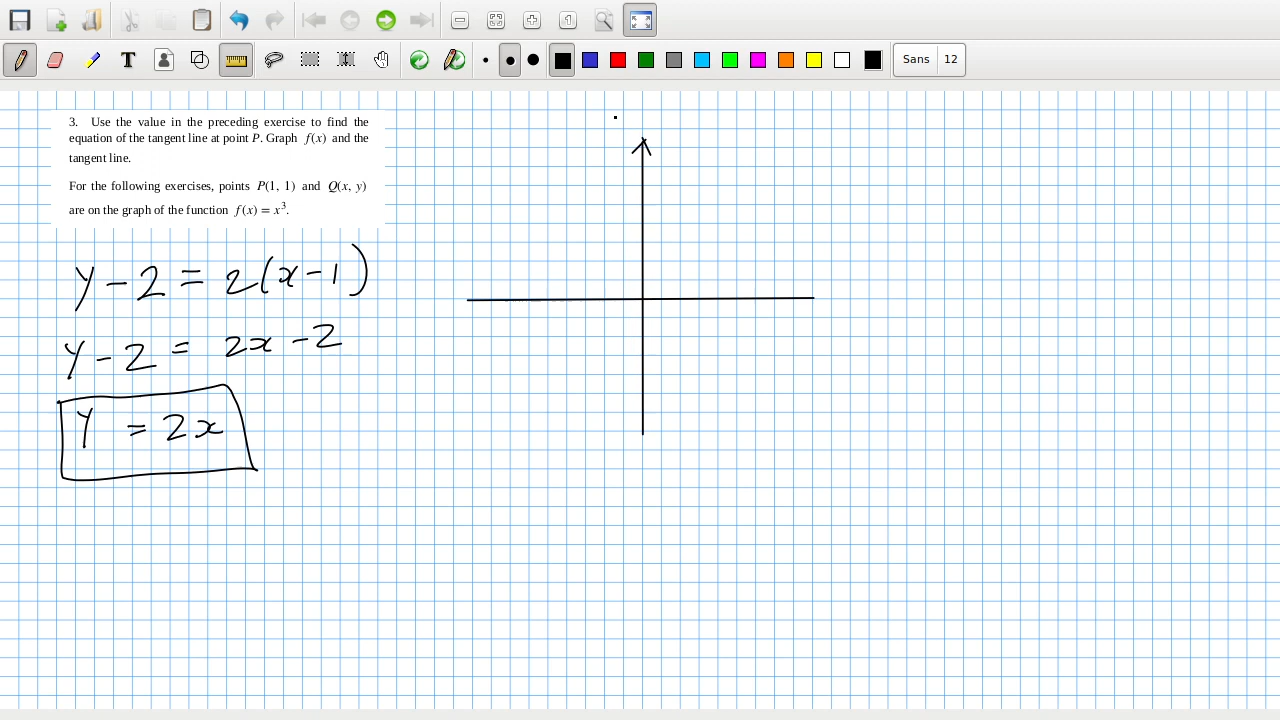 Sans 12
3. Use the value in the preceding exercise to find the
equation of the tangent line at point P. Graph f(x) and the
tangent line.
For the following exercises, points P(1, 1) and Q(x, y)
are on the graph of the function f(x) = x³.
y - 2 = 2(x - 1)
y - 2 = 2x - 2
y = 2x